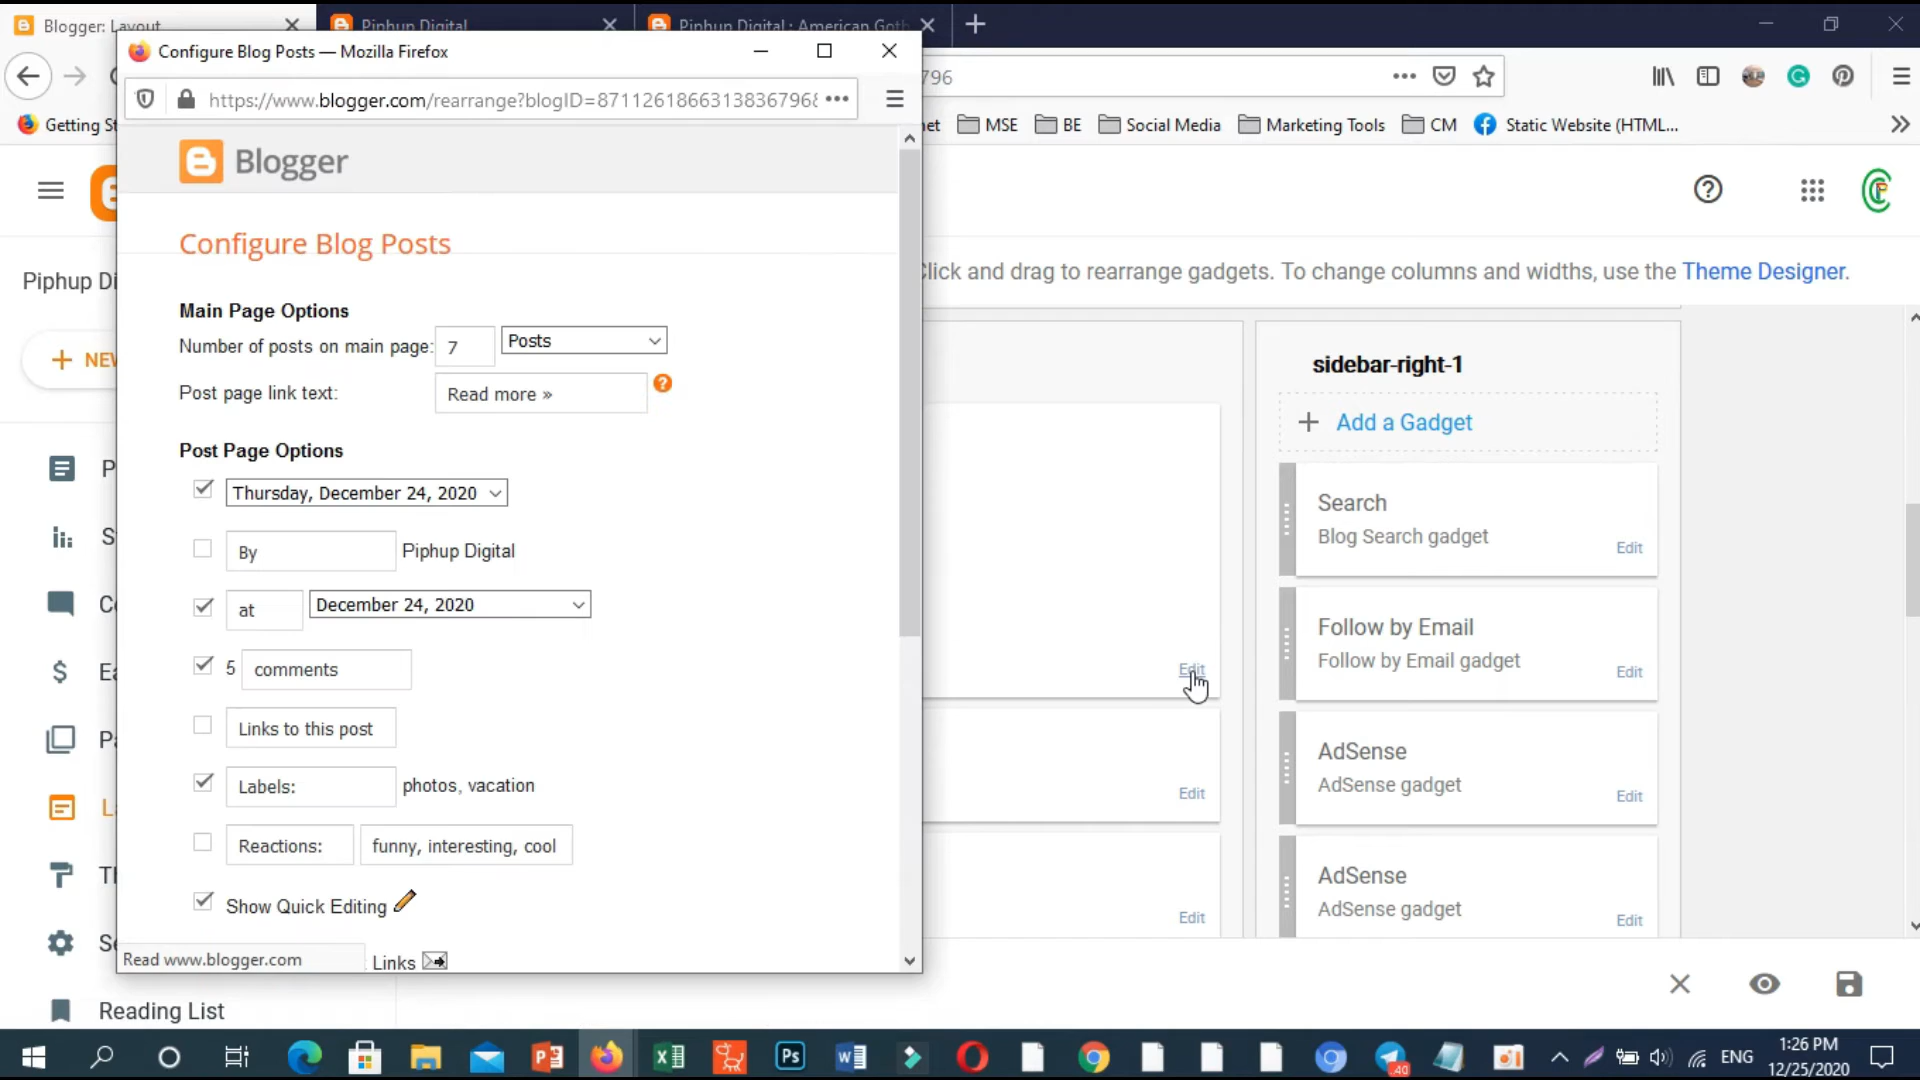 Blogger: Layout
Piphup Digital
Piphup Digital : American Goth
Configure Blog Posts — Mozilla Firefox
796
https://www.blogger.com/rearrange?blogID=8711261866313836796&
Getting St
net
MSE
BE
Social Media
Marketing Tools
CM
Static Website (HTML...
Blogger
Piphup Di
Configure Blog Posts
Click and drag to rearrange gadgets. To change columns and widths, use the Theme Designer.
Main Page Options
Number of posts on main page: 7 Posts
Post page link text: Read more »
+ NEW
Post Page Options
Thursday, December 24, 2020
By Piphup Digital
at December 24, 2020
5 comments
Links to this post
Labels: photos, vacation
Reactions: funny, interesting, cool
Show Quick Editing
Links
Read www.blogger.com
Reading List
Edit
Edit
Edit
sidebar-right-1
+ Add a Gadget
Search
Blog Search gadget
Edit
Follow by Email
Follow by Email gadget
Edit
AdSense
AdSense gadget
Edit
AdSense
AdSense gadget
Edit
40
ENG
1:26 PM
12/25/2020